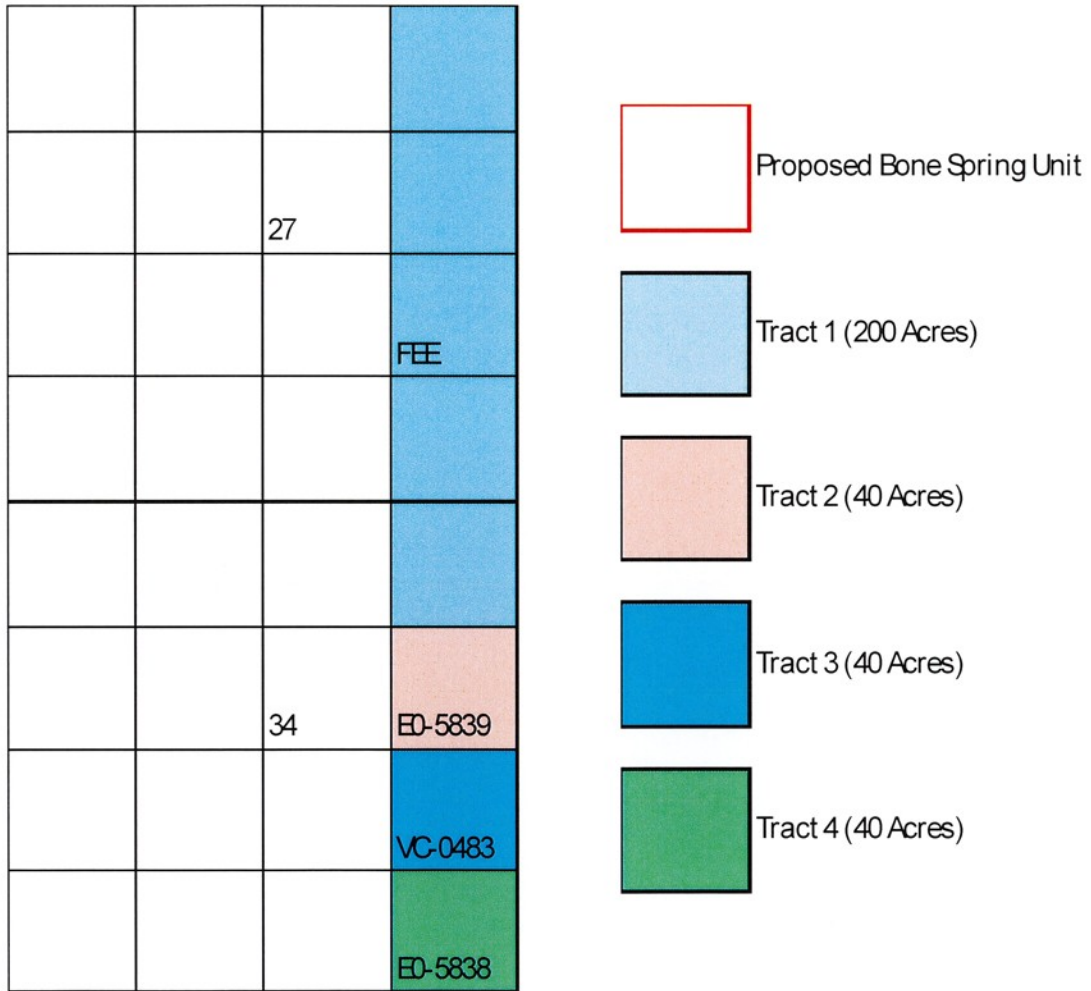 27
FEE
34
E0-5839
VC-0483
E0-5838
Proposed Bone Spring Unit
Tract 1 (200 Acres)
Tract 2 (40 Acres)
Tract 3 (40 Acres)
Tract 4 (40 Acres)